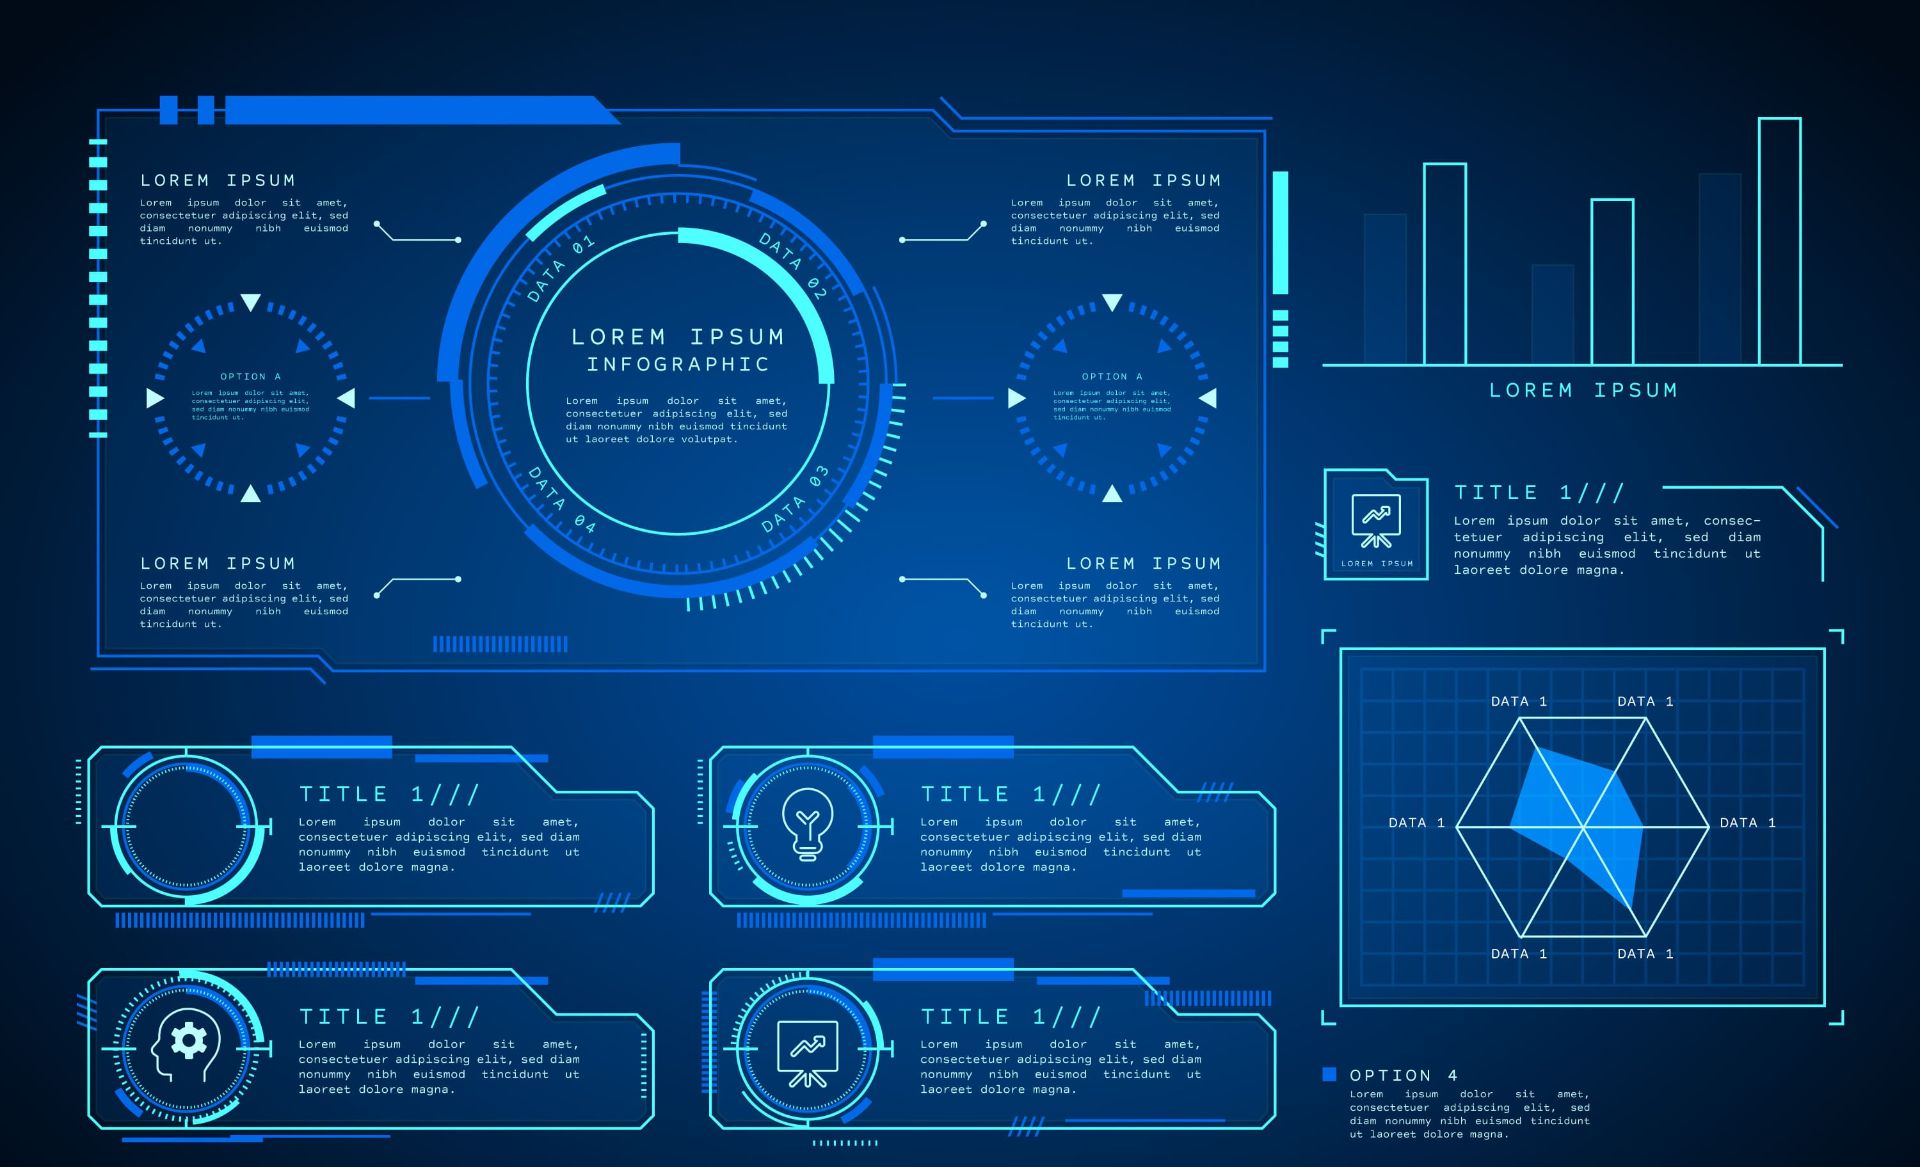 LOREM IPSUM
Lorem ipsum dolor sit amet,
consectetuer adipiscing elit, sed
diam nonummy nibh euismod
tincidunt ut.
OPTION A
Lorem ipsum dolor sit amet,
consectetuer adipiscing elit,
sed diam nonummy nibh euismod
tincidunt ut.
LOREM IPSUM
Lorem ipsum dolor sit amet,
consectetuer adipiscing elit, sed
diam nonummy nibh euismod
tincidunt ut.
DATA 01
DATA 02
LOREM IPSUM
INFOGRAPHIC
Lorem ipsum dolor sit amet,
consectetuer adipiscing elit, sed
diam nonummy nibh euismod tincidunt
ut laoreet dolore volutpat.
DATA 04
DATA 03
LOREM IPSUM
Lorem ipsum dolor sit amet,
consectetuer adipiscing elit, sed
diam nonummy nibh euismod
tincidunt ut.
OPTION A
Lorem ipsum dolor sit amet,
consectetuer adipiscing elit,
sed diam nonummy nibh euismod
tincidunt ut.
LOREM IPSUM
Lorem ipsum dolor sit amet,
consectetuer adipiscing elit, sed
diam nonummy nibh euismod
tincidunt ut.
LOREM IPSUM
LOREM IPSUM
TITLE 1///
Lorem ipsum dolor sit amet, consec-
tetuer adipiscing elit, sed diam
nonummy nibh euismod tincidunt ut
laoreet dolore magna.
DATA 1
DATA 1
DATA 1
DATA 1
DATA 1
DATA 1
TITLE 1///
Lorem ipsum dolor sit amet,
consectetuer adipiscing elit, sed diam
nonummy nibh euismod tincidunt ut
laoreet dolore magna.
TITLE 1///
Lorem ipsum dolor sit amet,
consectetuer adipiscing elit, sed diam
nonummy nibh euismod tincidunt ut
laoreet dolore magna.
TITLE 1///
Lorem ipsum dolor sit amet,
consectetuer adipiscing elit, sed diam
nonummy nibh euismod tincidunt ut
laoreet dolore magna.
TITLE 1///
Lorem ipsum dolor sit amet,
consectetuer adipiscing elit, sed diam
nonummy nibh euismod tincidunt ut
laoreet dolore magna.
OPTION 4
Lorem ipsum dolor sit amet,
consectetuer adipiscing elit, sed
diam nonummy nibh euismod tincidunt
ut laoreet dolore magna.